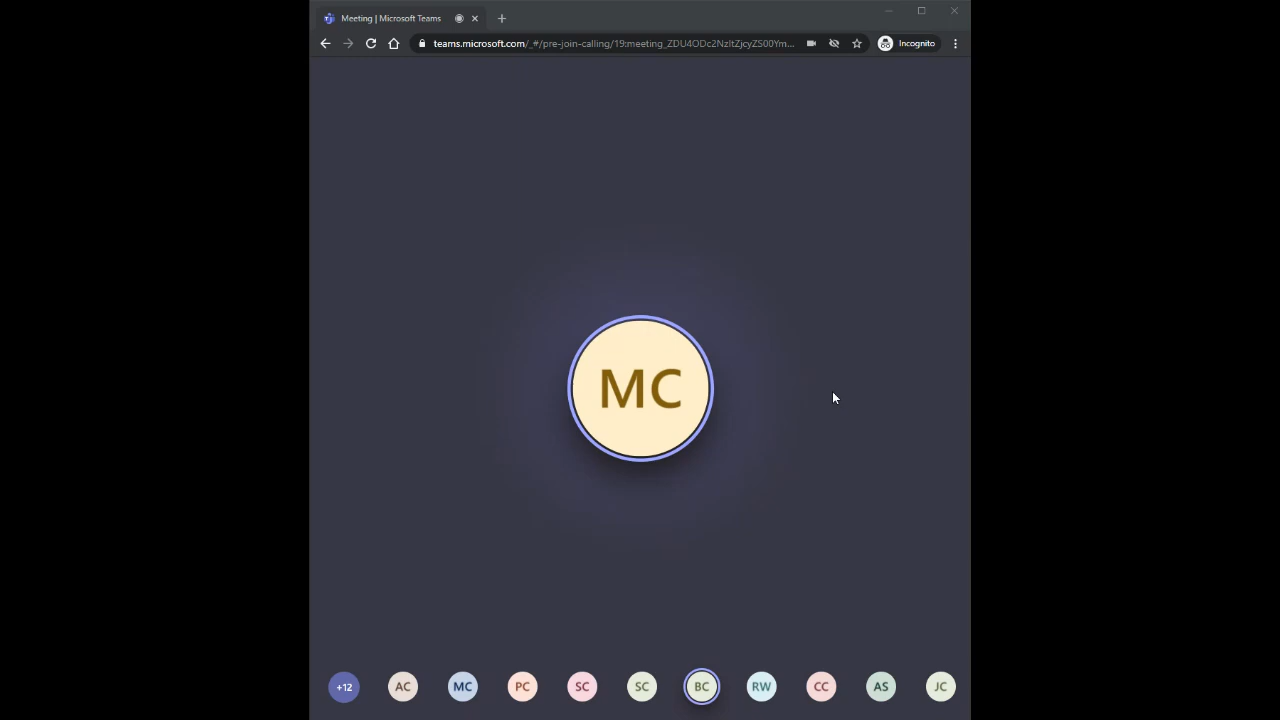 Meeting | Microsoft Teams
teams.microsoft.com/_#/pre-join-calling/19:meeting_ZDU4ODc2NzItZjcyZS00Ym...
Incognito
MC
+12 AC MC PC SC SC BC RW CC AS JC